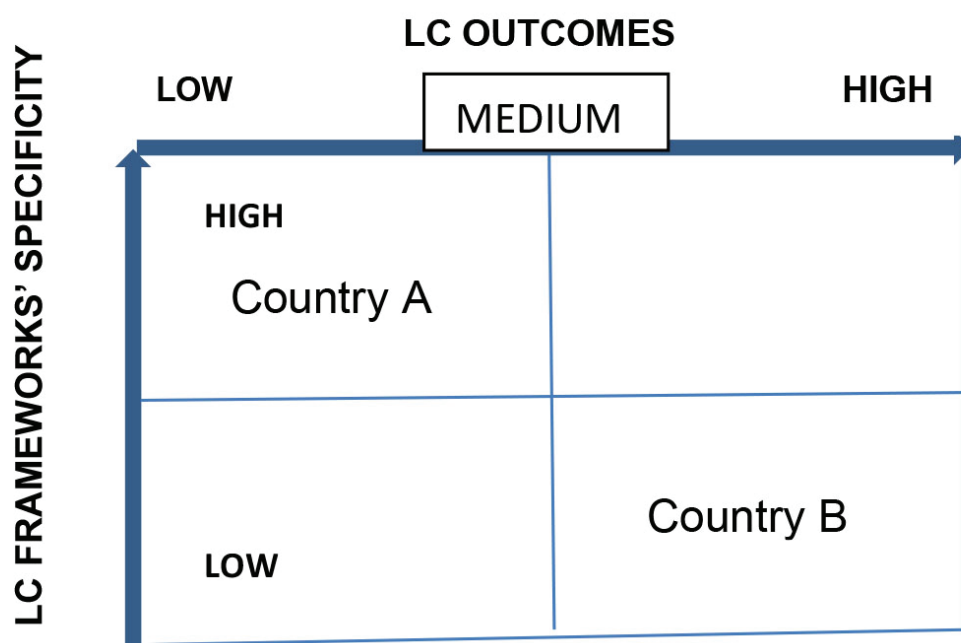 LC OUTCOMES
LOW
MEDIUM
HIGH
LC FRAMEWORKS’ SPECIFICITY
HIGH
Country A
Country B
LOW